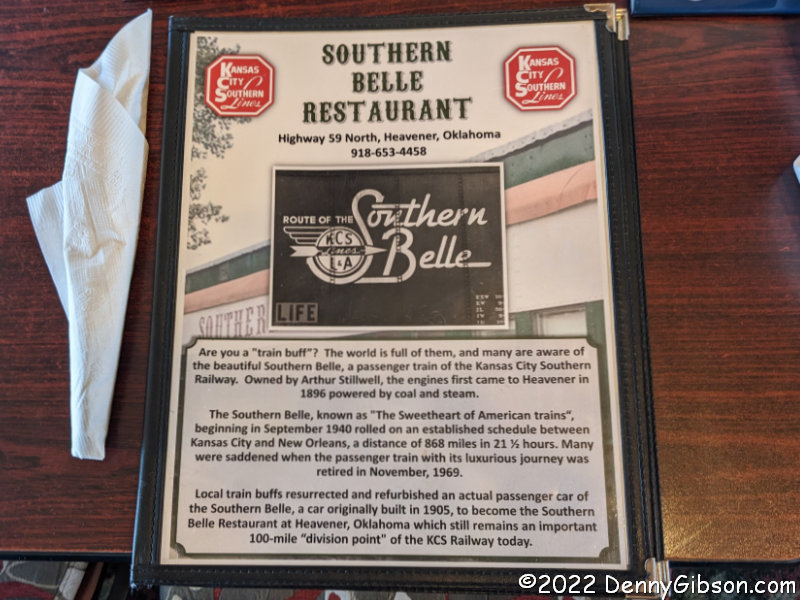 SOUTHERN
BELLE
RESTAURANT
KANSAS
CITY
SOUTHERN
Lines
KANSAS
CITY
SOUTHERN
Lines
Highway 59 North, Heavener, Oklahoma
918-653-4458
ROUTE OF THE Southern
Belle
KCS
Lines
L&A
LIFE
SOUTHER
Are you a "train buff"? The world is full of them, and many are aware of
the beautiful Southern Belle, a passenger train of the Kansas City Southern
Railway. Owned by Arthur Stillwell, the engines first came to Heavener in
1896 powered by coal and steam.
The Southern Belle, known as "The Sweetheart of American trains",
beginning in September 1940 rolled on an established schedule between
Kansas City and New Orleans, a distance of 868 miles in 21 ½ hours. Many
were saddened when the passenger train with its luxurious journey was
retired in November, 1969.
Local train buffs resurrected and refurbished an actual passenger car of
the Southern Belle, a car originally built in 1905, to become the Southern
Belle Restaurant at Heavener, Oklahoma which still remains an important
100-mile "division point" of the KCS Railway today.
©2022 DennyGibson.com